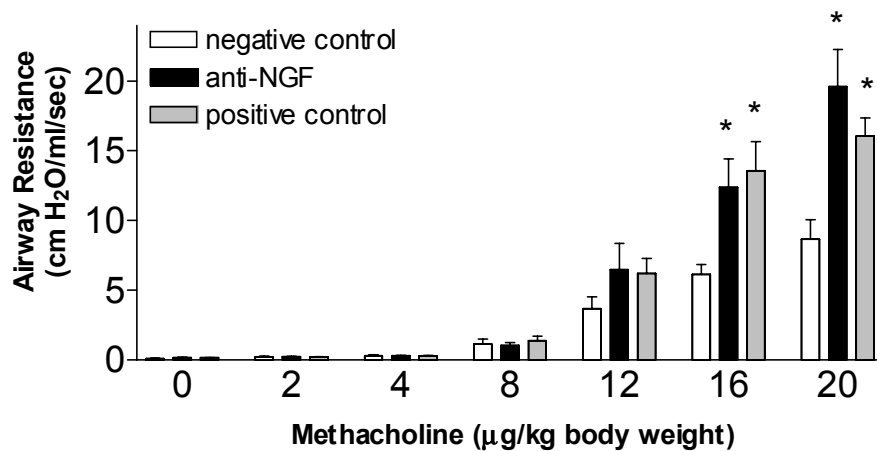 negative control
anti-NGF
positive control
Airway Resistance
(cm H₂O/ml/sec)
20
15
10
5
0
* *
* *
0 2 4 8 12 16 20
Methacholine (μg/kg body weight)